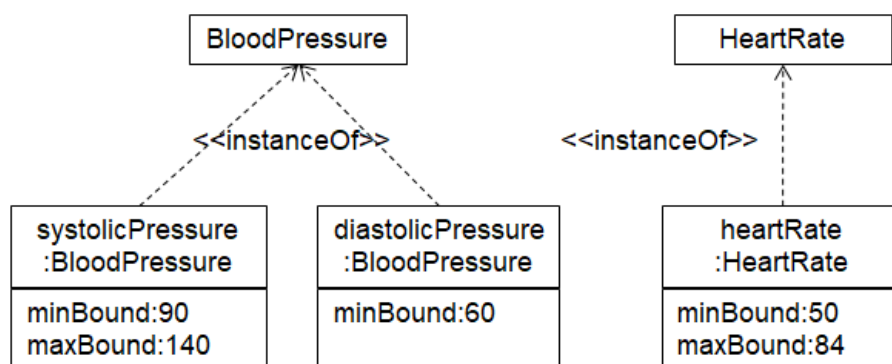 BloodPressure
HeartRate
<<instanceOf>>
<<instanceOf>>
systolicPressure
:BloodPressure
minBound:90
maxBound:140
diastolicPressure
:BloodPressure
minBound:60
heartRate
:HeartRate
minBound:50
maxBound:84